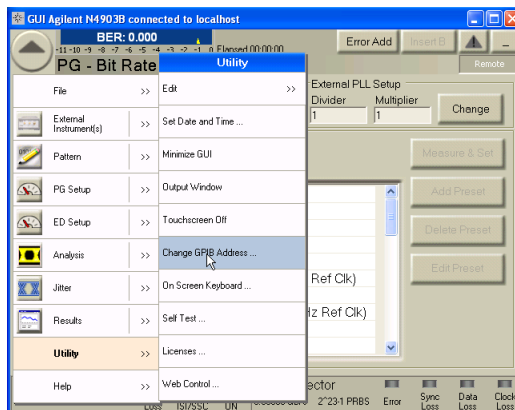 GUI Agilent N4903B connected to localhost
BER: 0.000
-11 -10 -9 -8 -7 -6 -5 -4 -3 -2 -1 0 Elapsed 00:00:00
Error Add
Insert B
PG - Bit Rate
Remote
Utility
File >>
External Instrument(s) >>
Pattern >>
PG Setup >>
ED Setup >>
Analysis >>
Jitter >>
Results >>
Utility >>
Help >>
Edit >>
Set Date and Time ...
Minimize GUI
Output Window
Touchscreen Off
Change GPIB Address ...
On Screen Keyboard ...
Self Test ...
Licenses ...
Web Control ...
External PLL Setup
Divider Multiplier
1 1
Change
Measure & Set
Add Preset
Delete Preset
Edit Preset
Ref Clk)
Hz Ref Clk)
ector
2^23-1 PRBS
Error
Sync Loss
Data Loss
Clock Loss
Loss ISI/SSC UN